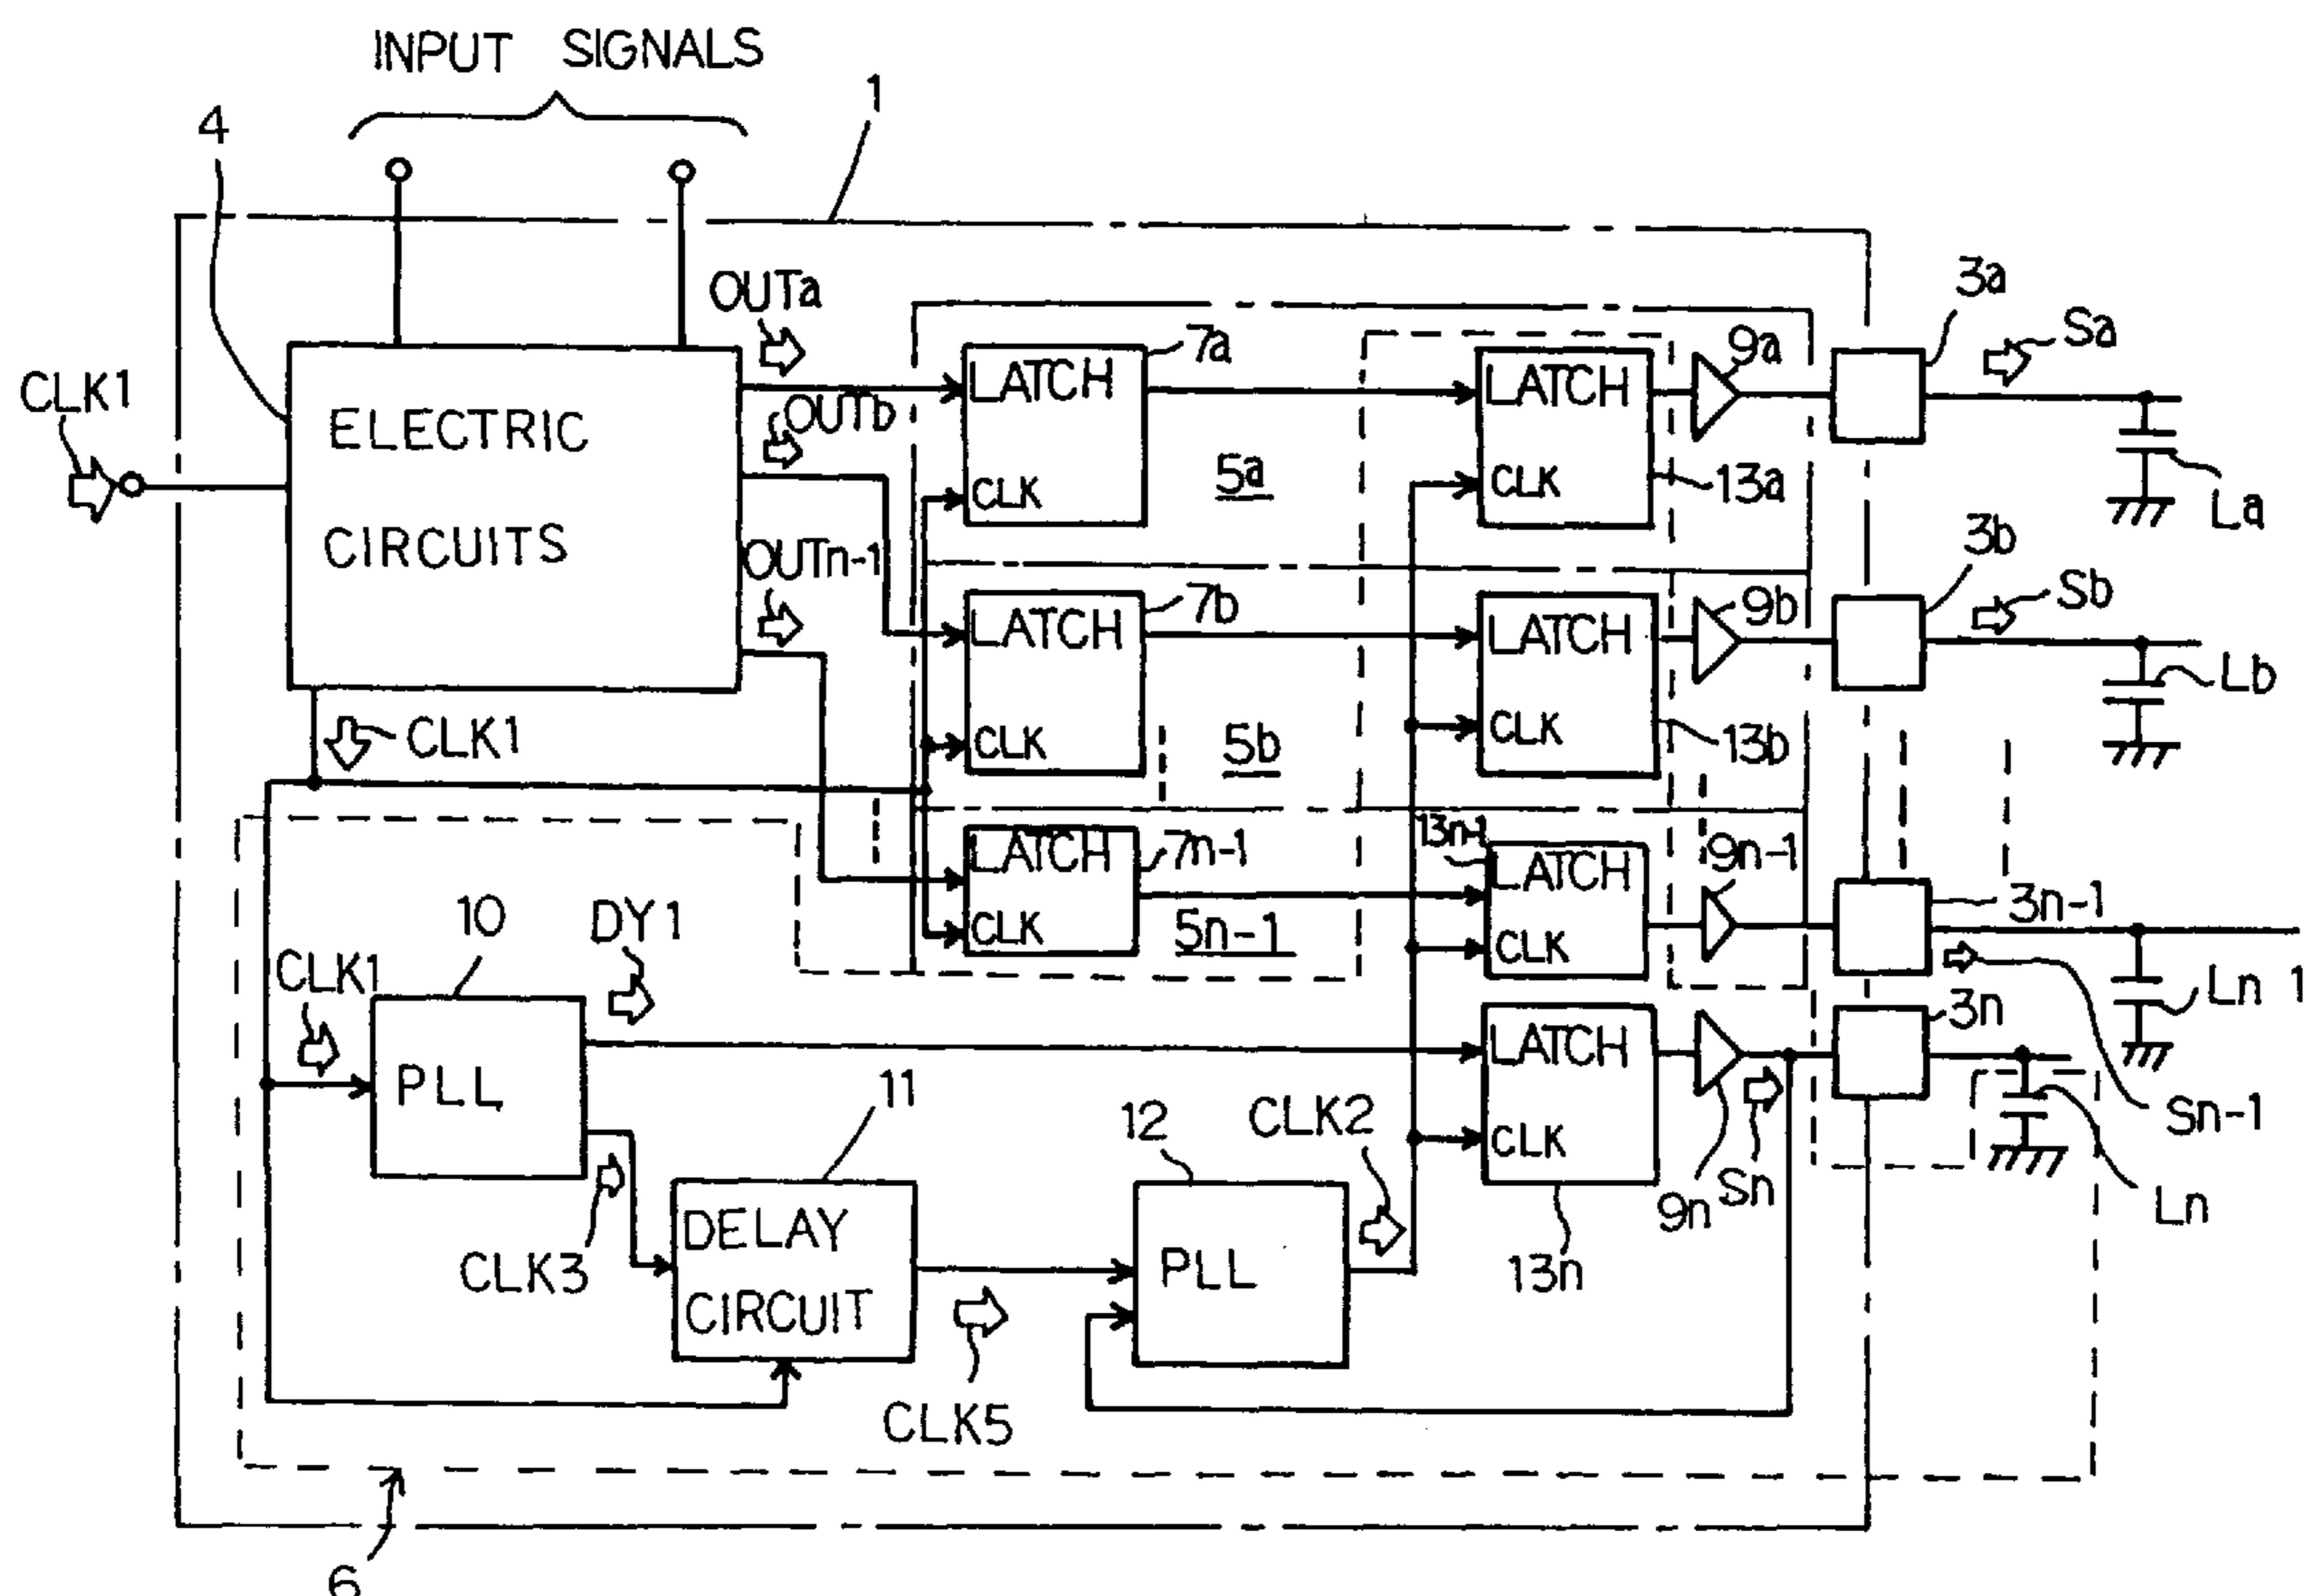 INPUT SIGNALS
1
4
OUTa
3a
Sa
7a
9a
CLK1
LATCH
LATCH
ELECTRIC
CIRCUITS
OUTb
5a
CLK
CLK
13a
La
OUTn-1
3b
Sb
7b
9b
LATCH
LATCH
Lb
CLK1
CLK
5b
CLK
13b
13n-1
LATCH
7n-1
LATCH
9n-1
3n-1
10
DY1
CLK
5n-1
CLK
CLK1
Ln 1
3n
PLL
LATCH
11
12
CLK2
CLK
Sn-1
9n
Sn
Ln
CLK3
DELAY
CIRCUIT
PLL
13n
CLK5
6